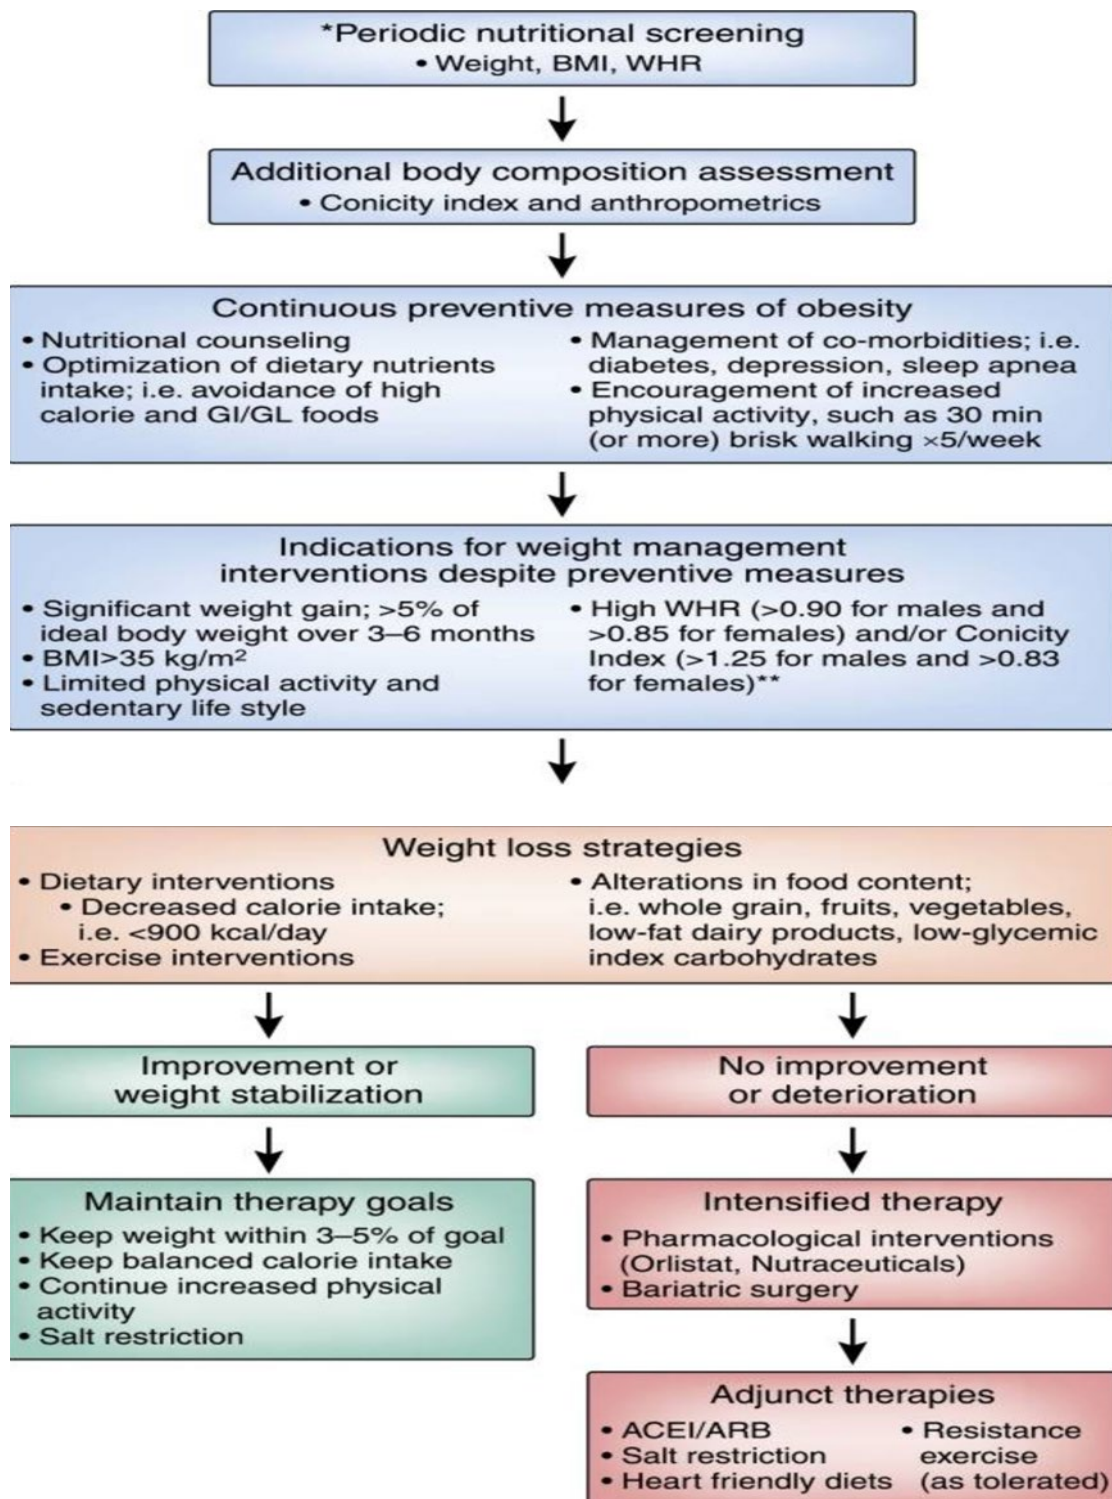 *Periodic nutritional screening
• Weight, BMI, WHR
Additional body composition assessment
• Conicity index and anthropometrics
Continuous preventive measures of obesity
• Nutritional counseling
• Optimization of dietary nutrients
intake; i.e. avoidance of high
calorie and GI/GL foods
• Management of co-morbidities; i.e.
diabetes, depression, sleep apnea
• Encouragement of increased
physical activity, such as 30 min
(or more) brisk walking ×5/week
Indications for weight management
interventions despite preventive measures
• Significant weight gain; >5% of
ideal body weight over 3–6 months
• BMI>35 kg/m²
• Limited physical activity and
sedentary life style
• High WHR (>0.90 for males and
>0.85 for females) and/or Conicity
Index (>1.25 for males and >0.83
for females)**
Weight loss strategies
• Dietary interventions
• Decreased calorie intake;
i.e. <900 kcal/day
• Exercise interventions
• Alterations in food content;
i.e. whole grain, fruits, vegetables,
low-fat dairy products, low-glycemic
index carbohydrates
Improvement or
weight stabilization
Maintain therapy goals
• Keep weight within 3–5% of goal
• Keep balanced calorie intake
• Continue increased physical
activity
• Salt restriction
No improvement
or deterioration
Intensified therapy
• Pharmacological interventions
(Orlistat, Nutraceuticals)
• Bariatric surgery
Adjunct therapies
• ACEI/ARB
• Salt restriction
• Heart friendly diets
• Resistance
exercise
(as tolerated)